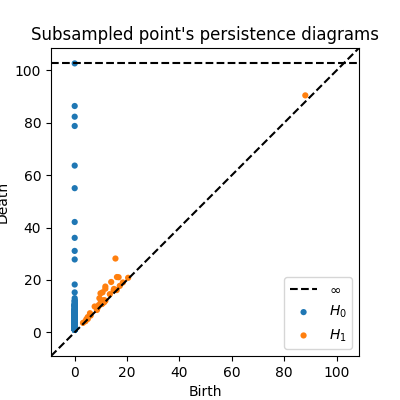 Subsampled point's persistence diagrams
100
80
60
40
20
0
Death
0 20 40 60 80 100
Birth
∞
H₀
H₁